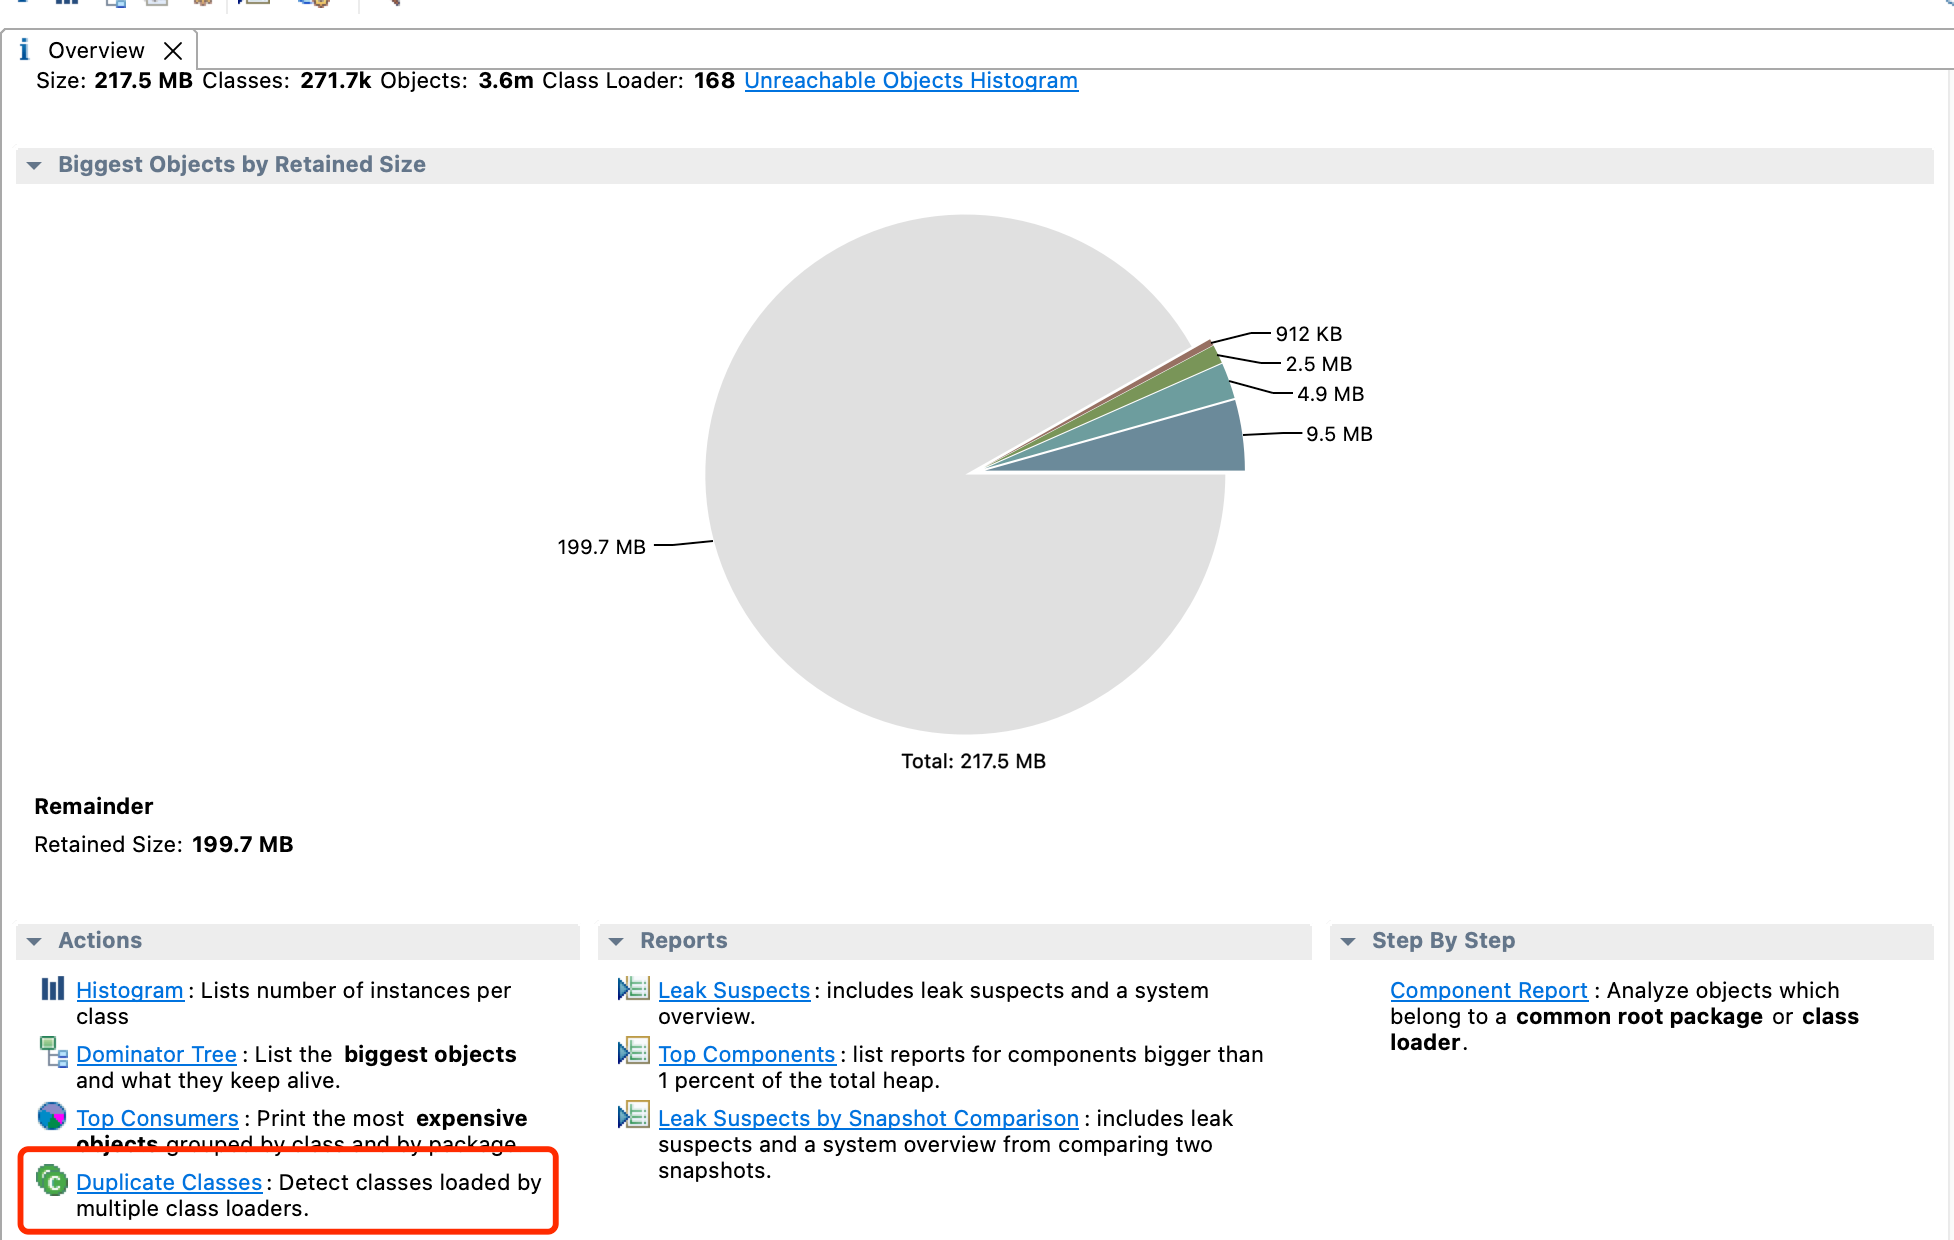 Overview
Size: 217.5 MB Classes: 271.7k Objects: 3.6m Class Loader: 168 Unreachable Objects Histogram
Biggest Objects by Retained Size
912 KB
2.5 MB
4.9 MB
9.5 MB
199.7 MB
Total: 217.5 MB
Remainder
Retained Size: 199.7 MB
Actions
Histogram : Lists number of instances per
class
Dominator Tree : List the biggest objects
and what they keep alive.
Top Consumers : Print the most expensive
objects grouped by class and by package.
Duplicate Classes : Detect classes loaded by
multiple class loaders.
Reports
Leak Suspects : includes leak suspects and a system
overview.
Top Components : list reports for components bigger than
1 percent of the total heap.
Leak Suspects by Snapshot Comparison : includes leak
suspects and a system overview from comparing two
snapshots.
Step By Step
Component Report : Analyze objects which
belong to a common root package or class
loader.